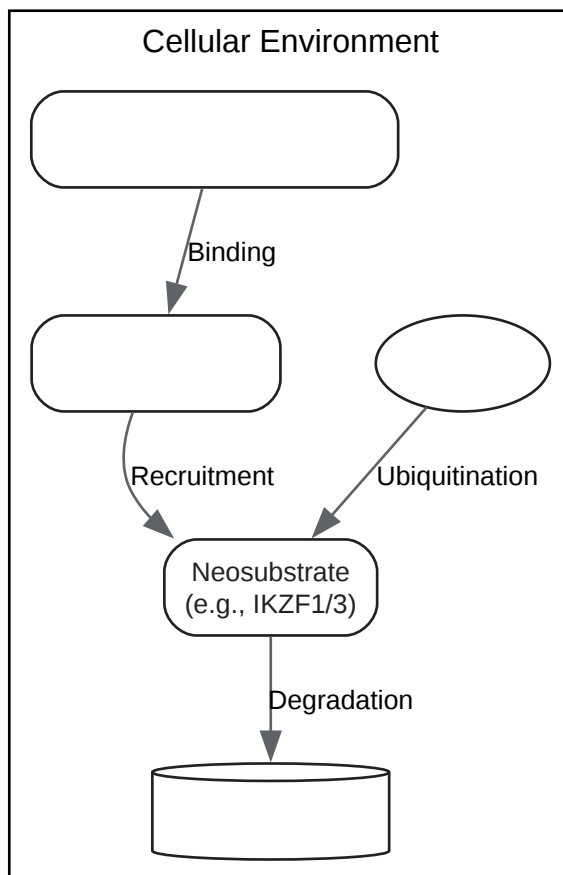 Cellular Environment
Binding
Recruitment
Ubiquitination
Neosubstrate
(e.g., IKZF1/3)
Degradation